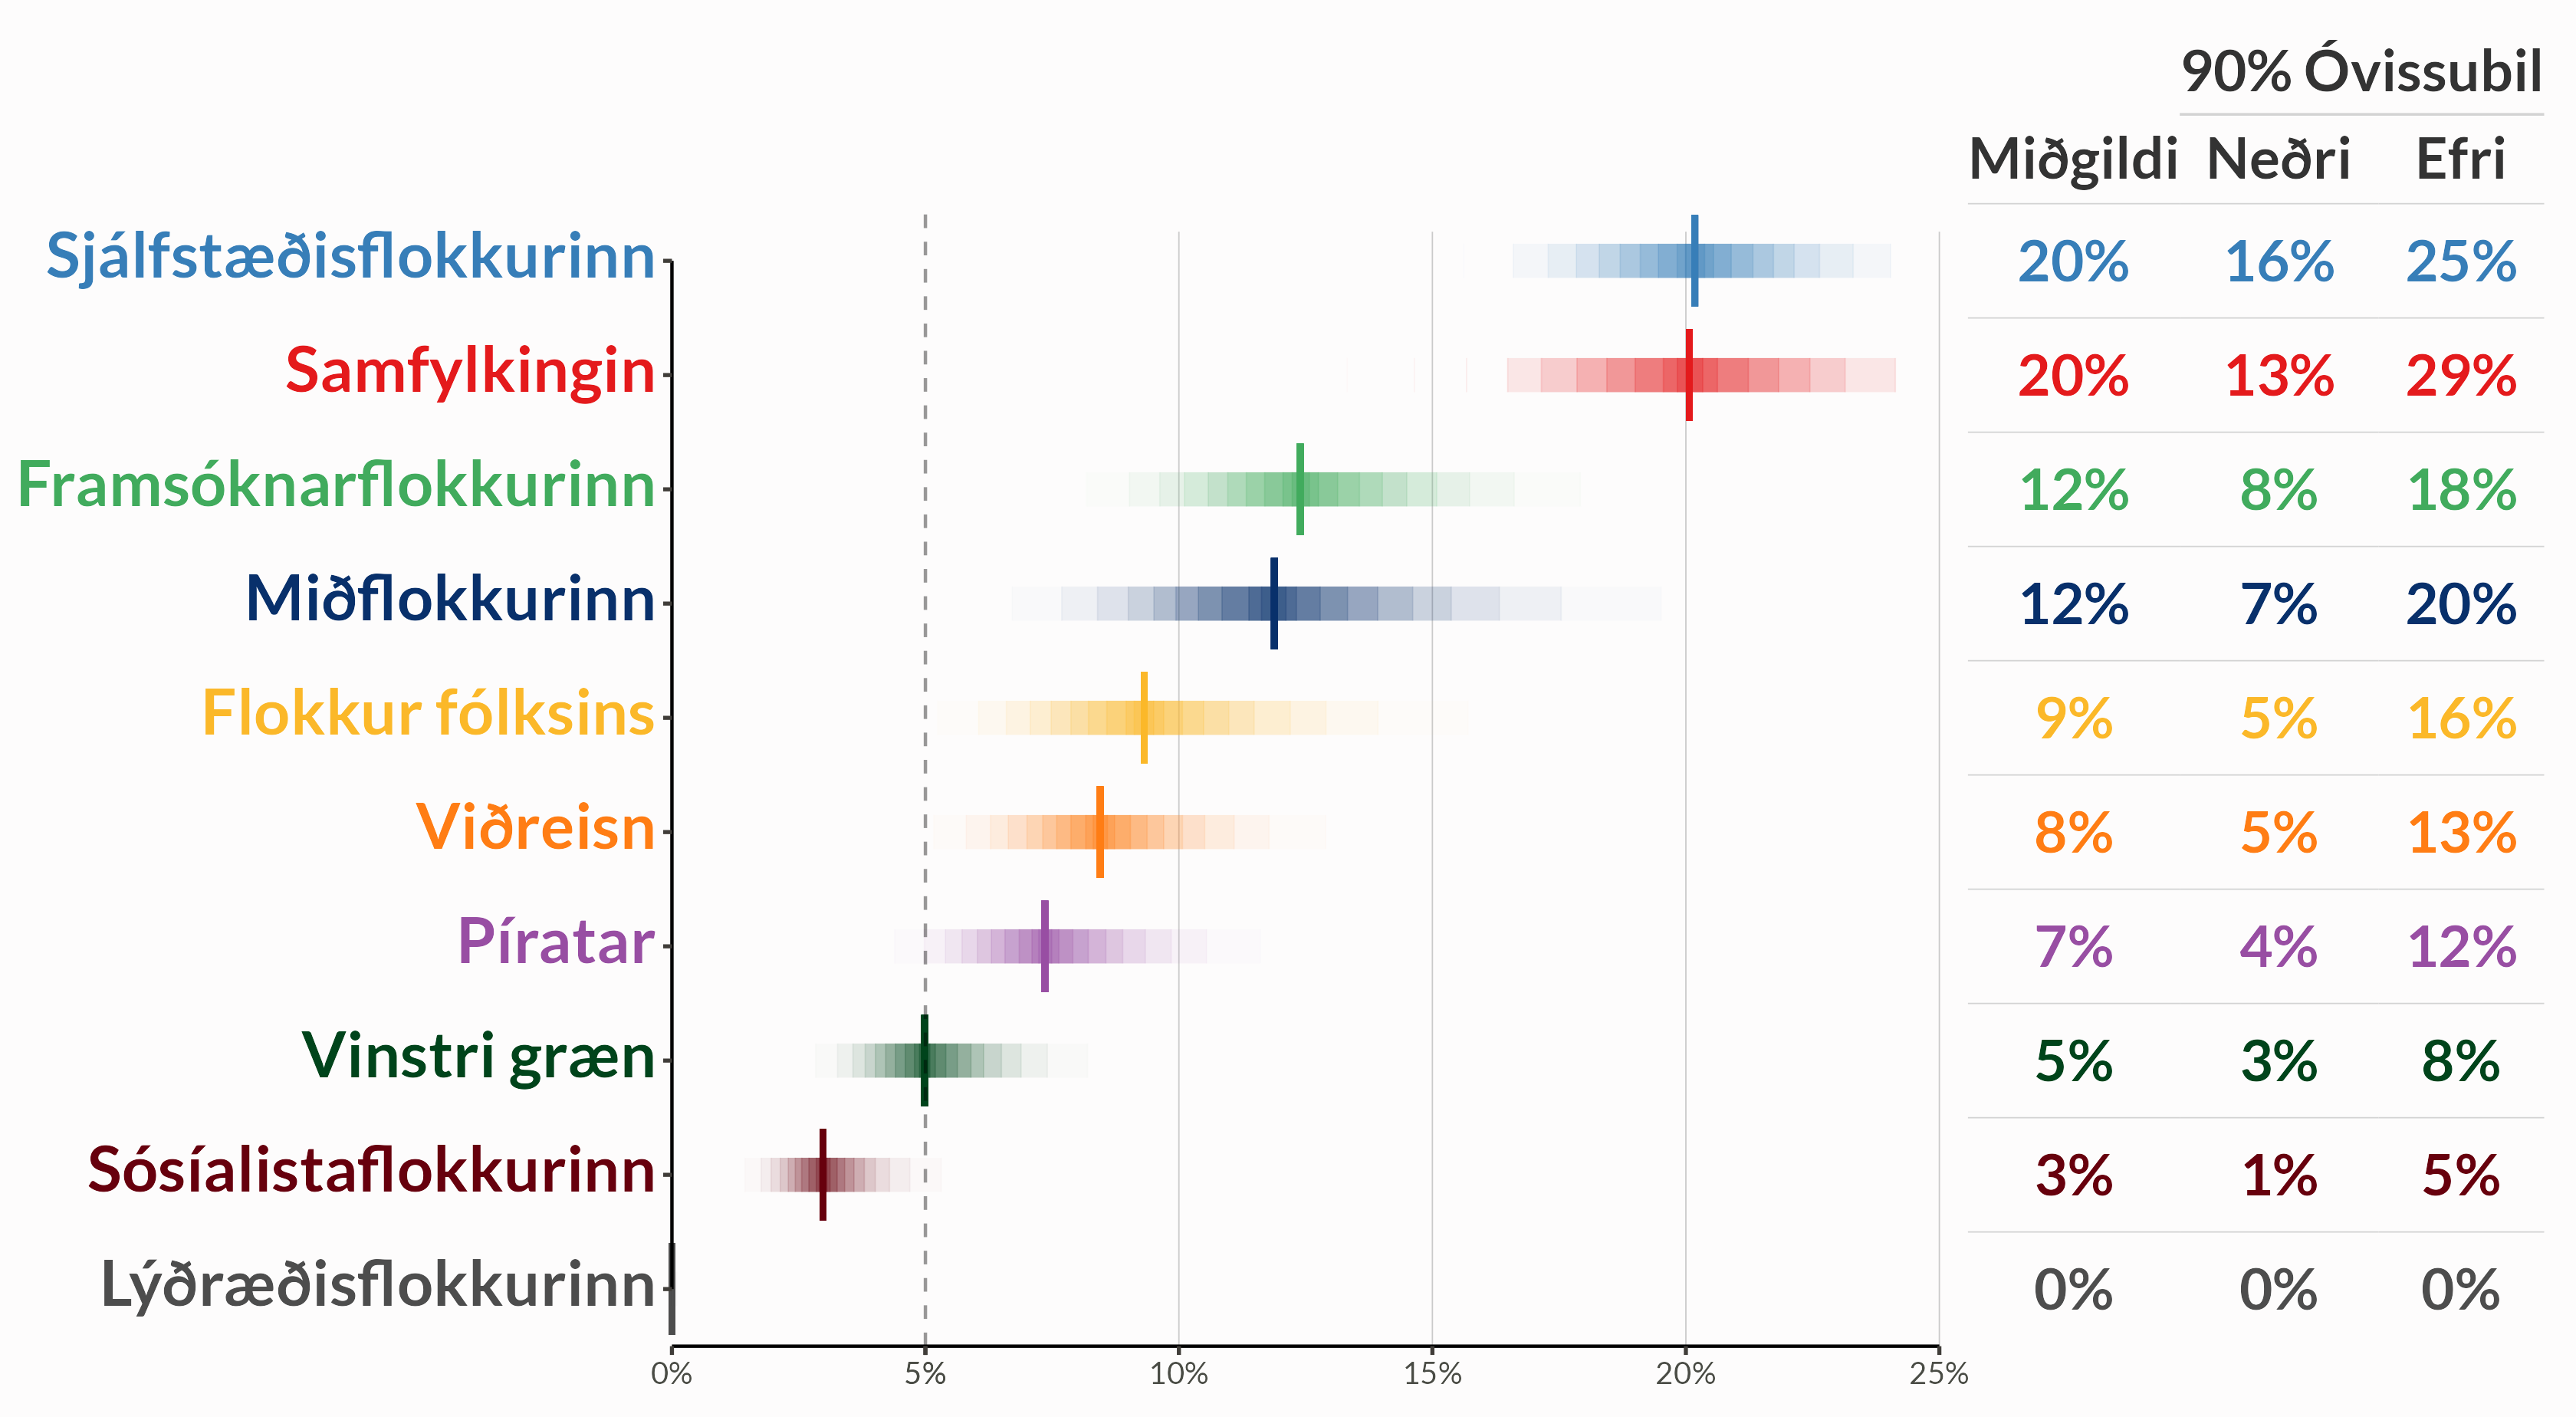 90% Óvissubil
Miðgildi Neðri Efri
Sjálfstæðisflokkurinn 20% 16% 25%
Samfylkingin 20% 13% 29%
Framsóknarflokkurinn 12% 8% 18%
Miðflokkurinn 12% 7% 20%
Flokkur fólksins 9% 5% 16%
Viðreisn 8% 5% 13%
Píratar 7% 4% 12%
Vinstri græn 5% 3% 8%
Sósíalistaflokkurinn 3% 1% 5%
Lýðræðisflokkurinn 0% 0% 0%
0% 5% 10% 15% 20% 25%